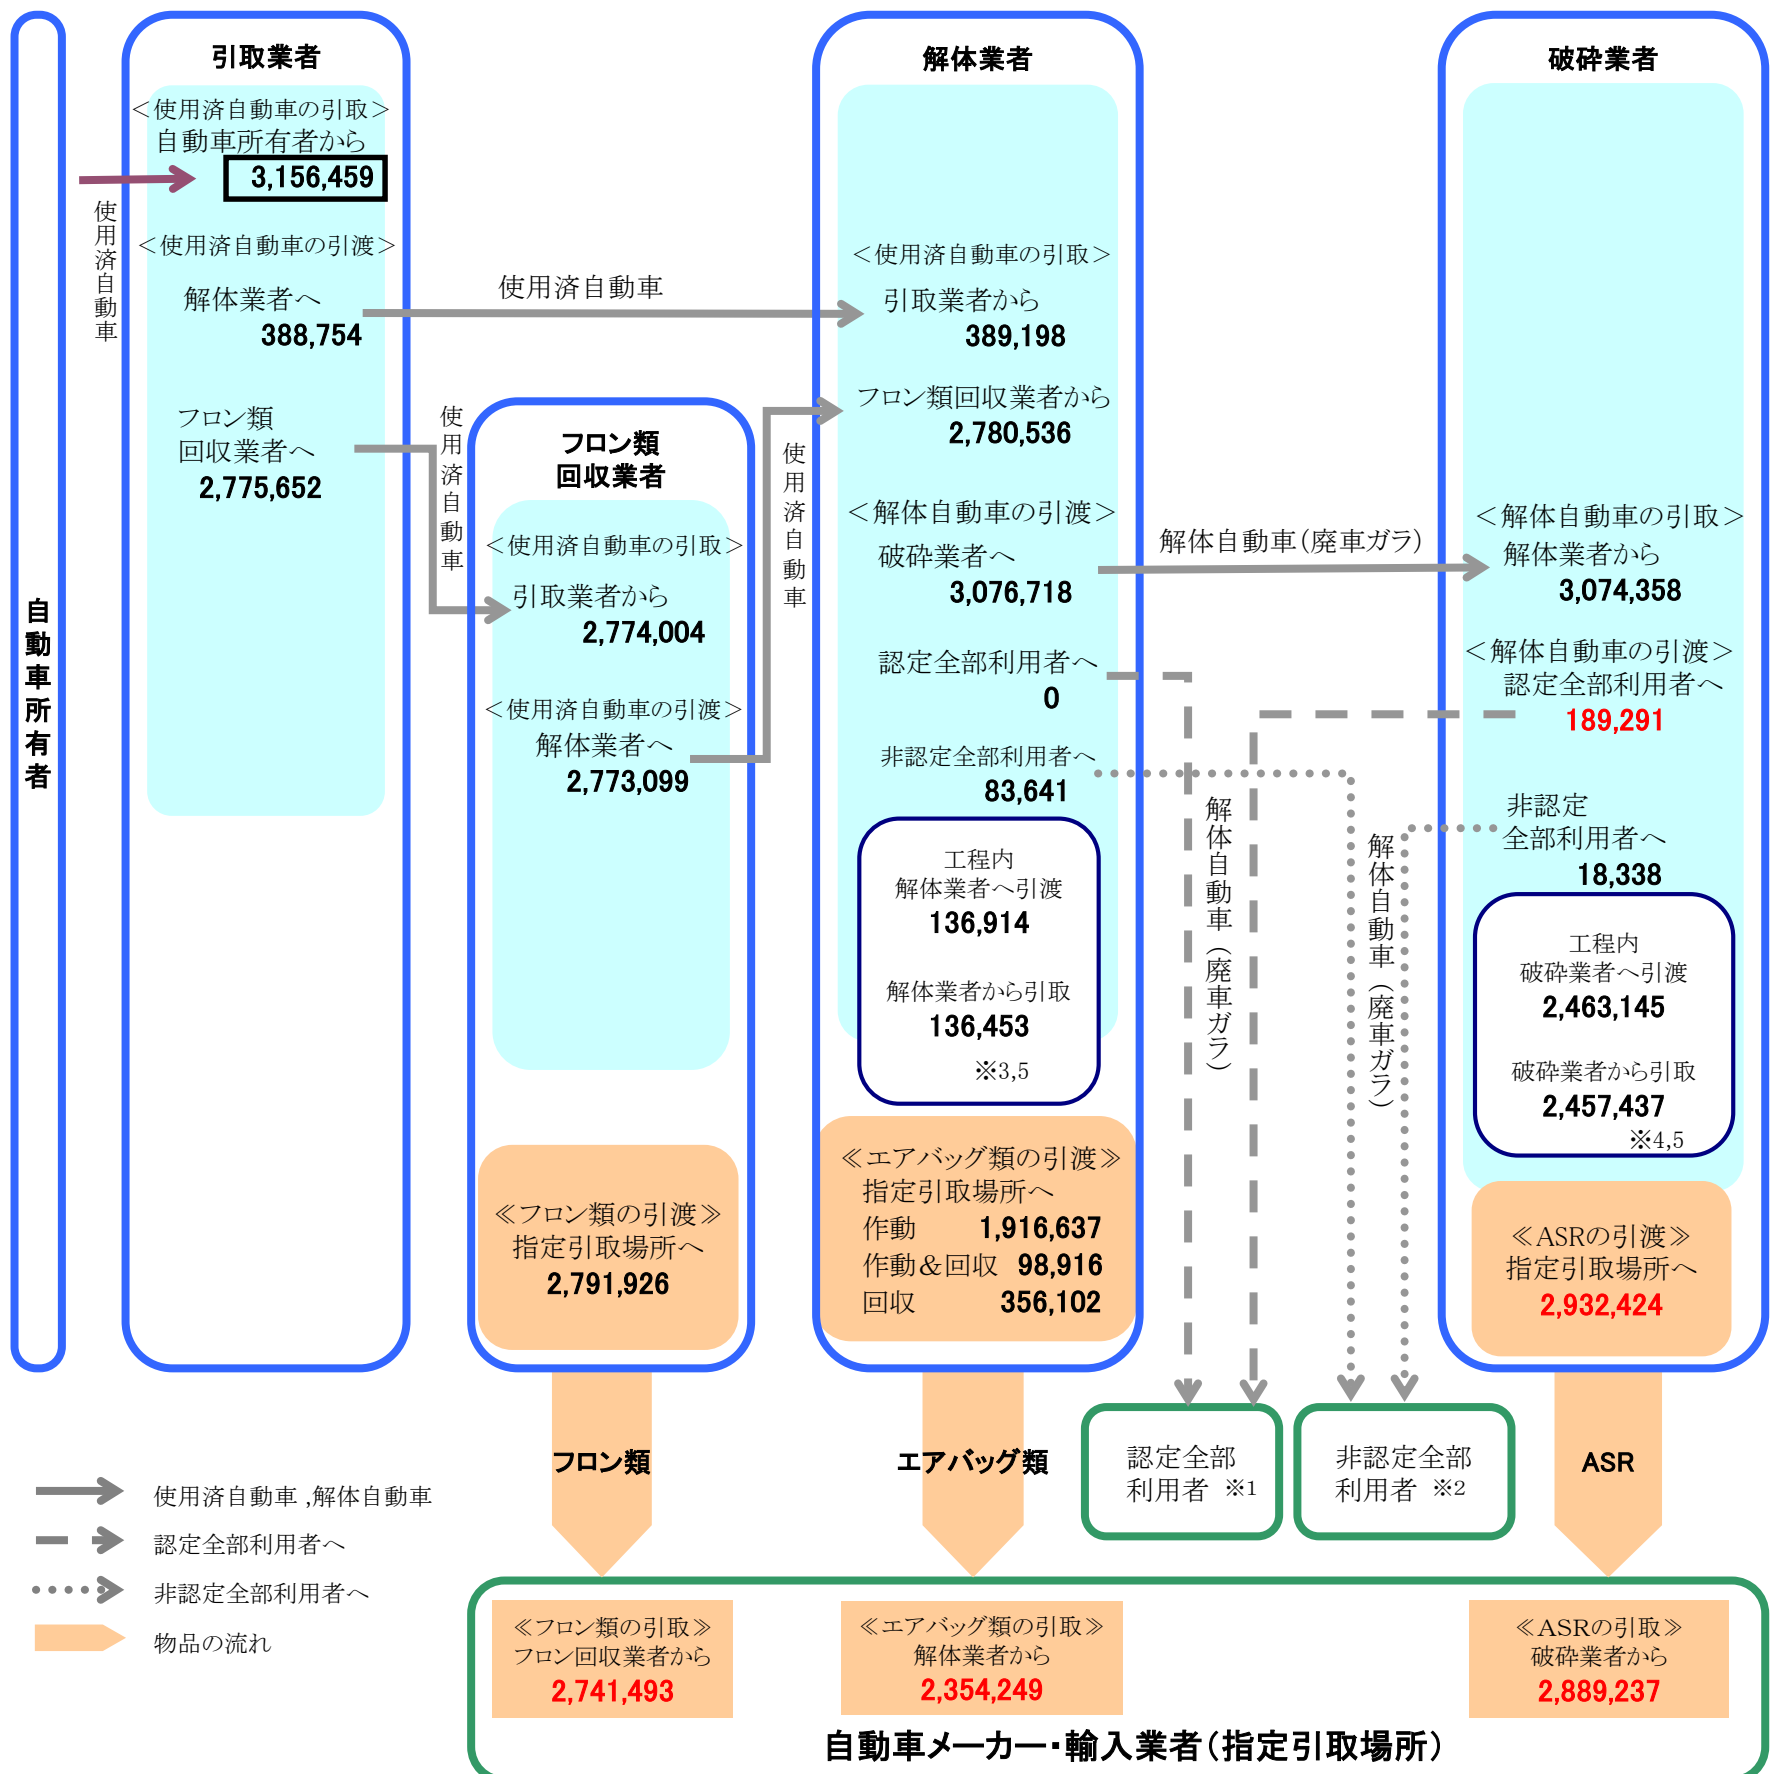 自動車所有者
使用済自動車
引取業者
＜使用済自動車の引取＞
自動車所有者から
3,156,459
＜使用済自動車の引渡＞
解体業者へ
388,754
フロン類
回収業者へ
2,775,652
使用済自動車
使用済自動車
フロン類
回収業者
＜使用済自動車の引取＞
引取業者から
2,774,004
＜使用済自動車の引渡＞
解体業者へ
2,773,099
≪フロン類の引渡≫
指定引取場所へ
2,791,926
使用済自動車
解体業者
＜使用済自動車の引取＞
引取業者から
389,198
フロン類回収業者から
2,780,536
＜解体自動車の引渡＞
破砕業者へ
3,076,718
認定全部利用者へ
0
非認定全部利用者へ
83,641
工程内
解体業者へ引渡
136,914
解体業者から引取
136,453
※3,5
≪エアバッグ類の引渡≫
指定引取場所へ
作動 1,916,637
作動＆回収 98,916
回収 356,102
解体自動車（廃車ガラ）
解体自動車（廃車ガラ）
解体自動車（廃車ガラ）
破砕業者
＜解体自動車の引取＞
解体業者から
3,074,358
＜解体自動車の引渡＞
認定全部利用者へ
189,291
非認定
全部利用者へ
18,338
工程内
破砕業者へ引渡
2,463,145
破砕業者から引取
2,457,437
※4,5
≪ASRの引渡≫
指定引取場所へ
2,932,424
フロン類
エアバッグ類
認定全部
利用者 ※1
非認定全部
利用者 ※2
ASR
使用済自動車 ,解体自動車
認定全部利用者へ
非認定全部利用者へ
物品の流れ
≪フロン類の引取≫
フロン回収業者から
2,741,493
≪エアバッグ類の引取≫
解体業者から
2,354,249
≪ASRの引取≫
破砕業者から
2,889,237
自動車メーカー・輸入業者（指定引取場所）